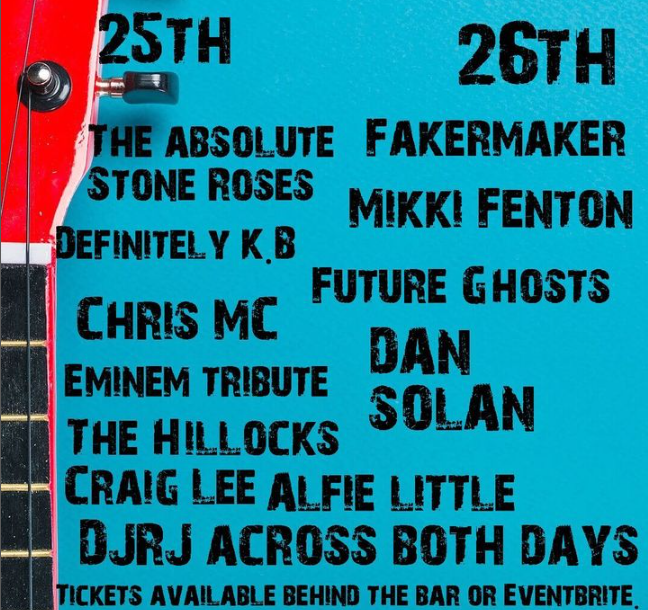 25TH
THE ABSOLUTE
STONE ROSES
DEFINITELY K.B
CHRIS MC
EMINEM TRIBUTE
THE HILLOCKS
CRAIG LEE
26TH
FAKERMAKER
MIKKI FENTON
FUTURE GHOSTS
DAN
SOLAN
ALFIE LITTLE
DJRJ ACROSS BOTH DAYS
TICKETS AVAILABLE BEHIND THE BAR OR EVENTBRITE.